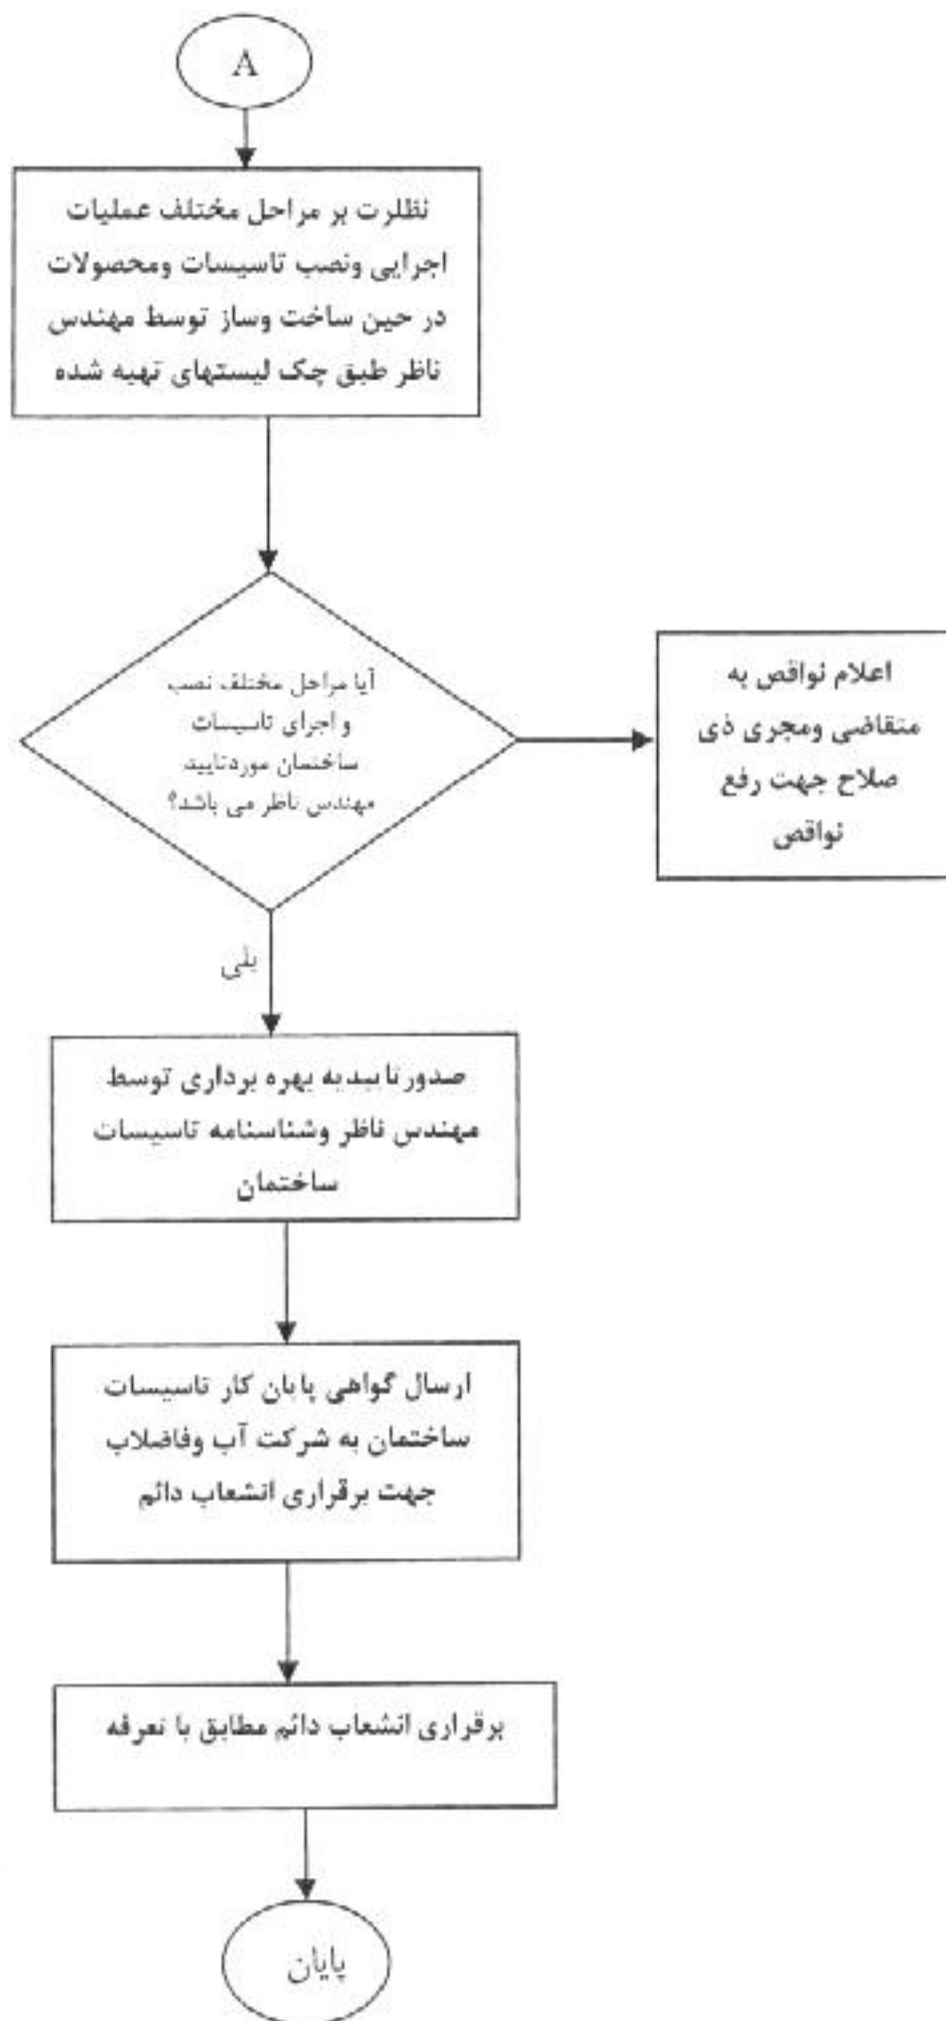 A
نظارت بر مراحل مختلف عملیات
اجرایی ونصب تاسیسات ومحصولات
در حین ساخت وساز توسط مهندس
ناظر طبق چک لیستهای تهیه شده
آیا مراحل مختلف نصب
و اجرای تاسیسات
ساختمان موردتایید
مهندس ناظر می باشد؟
اعلام نواقص به
متقاضی ومجری ذی
صلاح جهت رفع
نواقص
بلی
صدورتاییدیه بهره برداری توسط
مهندس ناظر وشناسنامه تاسیسات
ساختمان
ارسال گواهی پایان کار تاسیسات
ساختمان به شرکت آب وفاضلاب
جهت برقراری انشعاب دائم
برقراری انشعاب دائم مطابق با تعرفه
پایان